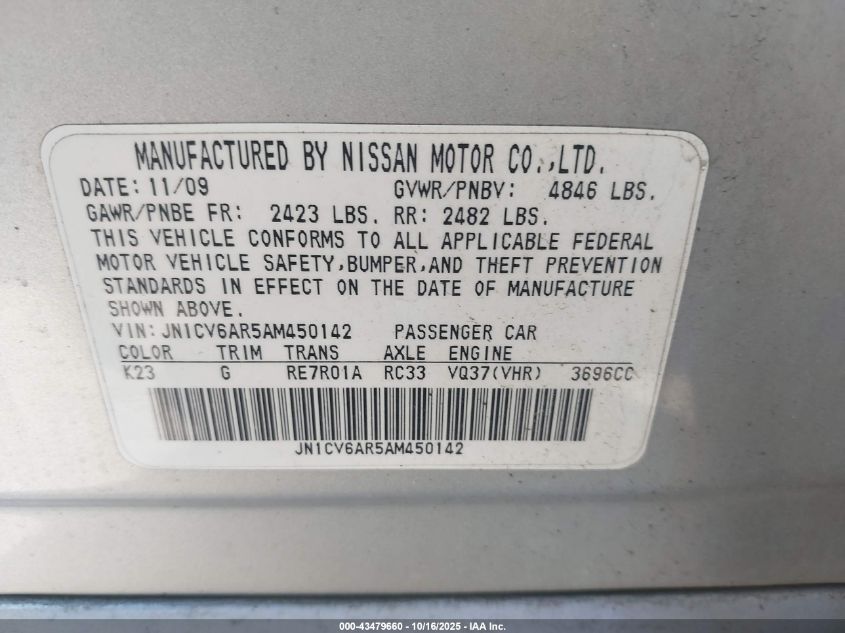 MANUFACTURED BY NISSAN MOTOR CO.,LTD.
DATE: 11/09 GVWR/PNBV: 4846 LBS.
GAWR/PNBE FR: 2423 LBS. RR: 2482 LBS.
THIS VEHICLE CONFORMS TO ALL APPLICABLE FEDERAL
MOTOR VEHICLE SAFETY,BUMPER,AND THEFT PREVENTION
STANDARDS IN EFFECT ON THE DATE OF MANUFACTURE
SHOWN ABOVE.
VIN:JN1CV6AR5AM450142 PASSENGER CAR
COLOR TRIM TRANS AXLE ENGINE
K23 G RE7R01A RC33 VQ37(VHR) 3696CC
JN1CV6AR5AM450142
000-43479660 - 10/16/2025 - IAA Inc.